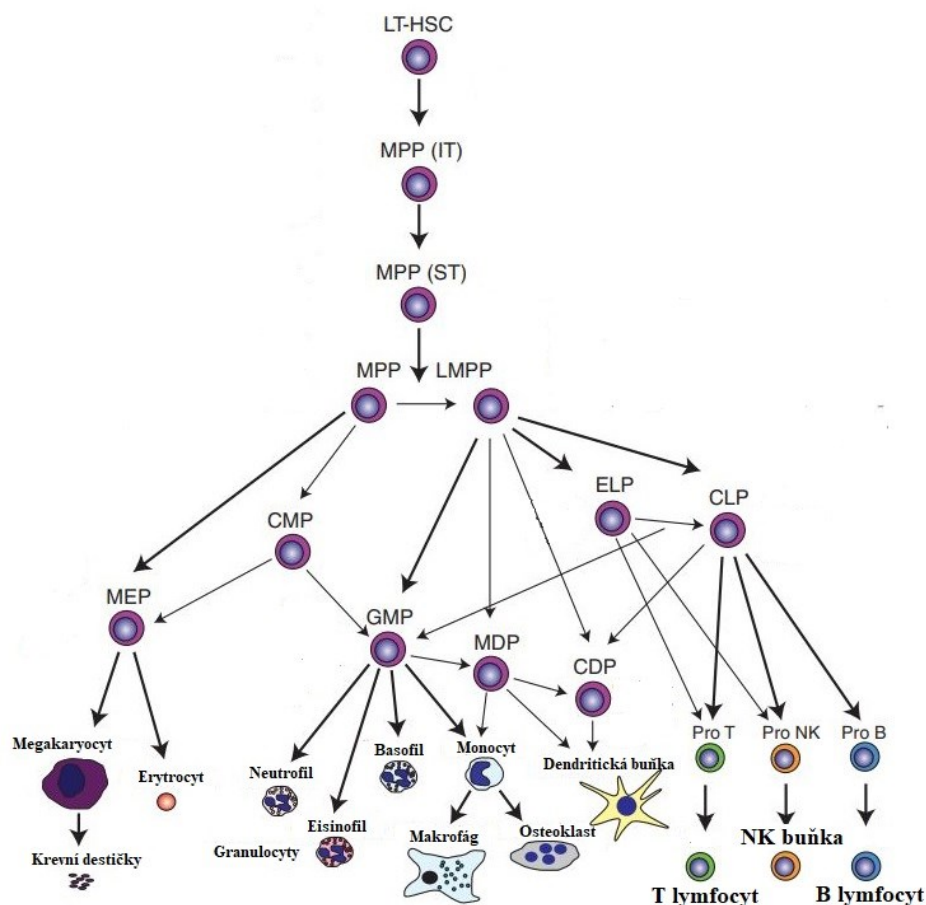 LT-HSC
MPP (IT)
MPP (ST)
MPP
LMPP
ELP
CLP
CMP
MEP
GMP
MDP
CDP
Pro T
Pro NK
Pro B
Megakaryocyt
Erytrocyt
Neutrofil
Basofil
Monocyt
Dendritická buňka
Eisinofil
Granulocyty
Makrofág
Osteoklast
NK buňka
Krevní destičky
T lymfocyt
B lymfocyt